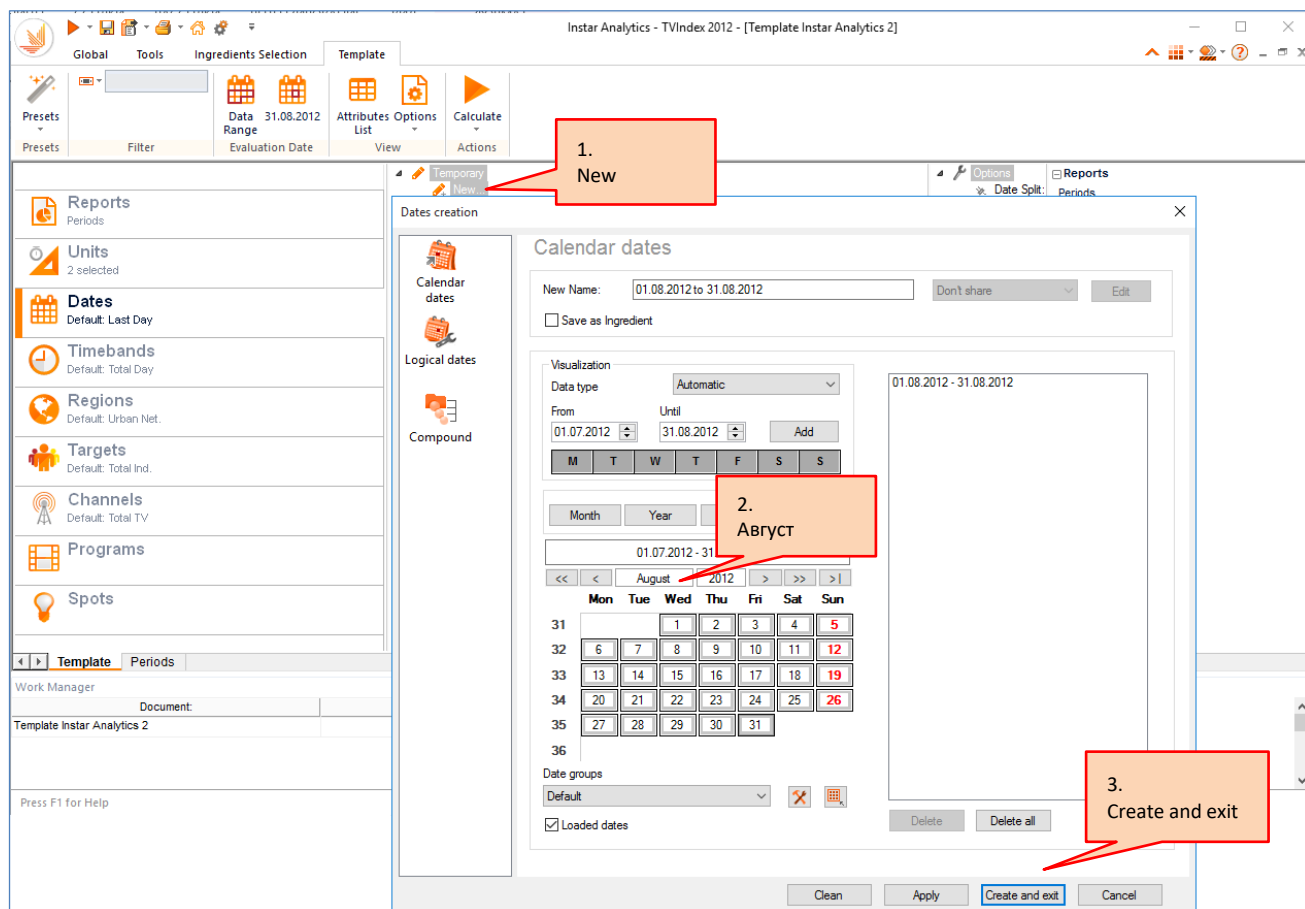 Instar Analytics - TVIndex 2012 - [Template Instar Analytics 2]
Global Tools Ingredients Selection Template
Presets
Data Range
31.08.2012
Attributes List
Options
Calculate
Presets Filter Evaluation Date View Actions
1.
New
Temporary
New...
Options
Date Split:
Reports
Periods
Reports
Periods
Units
2 selected
Dates
Default: Last Day
Timebands
Default: Total Day
Regions
Default: Urban Net.
Targets
Default: Total Ind.
Channels
Default: Total TV
Programs
Spots
Template Periods
Work Manager
Document:
Template Instar Analytics 2
Press F1 for Help
Dates creation
Calendar dates
Logical dates
Compound
Calendar dates
New Name: 01.08.2012 to 31.08.2012 Don't share Edit
Save as Ingredient
Visualization
Data type Automatic
From Until
01.07.2012 31.08.2012 Add
M T W T F S S
Month Year
2.
Август
01.07.2012 - 31
<< < August 2012 > >> >|
Mon Tue Wed Thu Fri Sat Sun
31 1 2 3 4 5
32 6 7 8 9 10 11 12
33 13 14 15 16 17 18 19
34 20 21 22 23 24 25 26
35 27 28 29 30 31
36
Date groups
Default
Loaded dates
01.08.2012 - 31.08.2012
Delete Delete all
3.
Create and exit
Clean Apply Create and exit Cancel